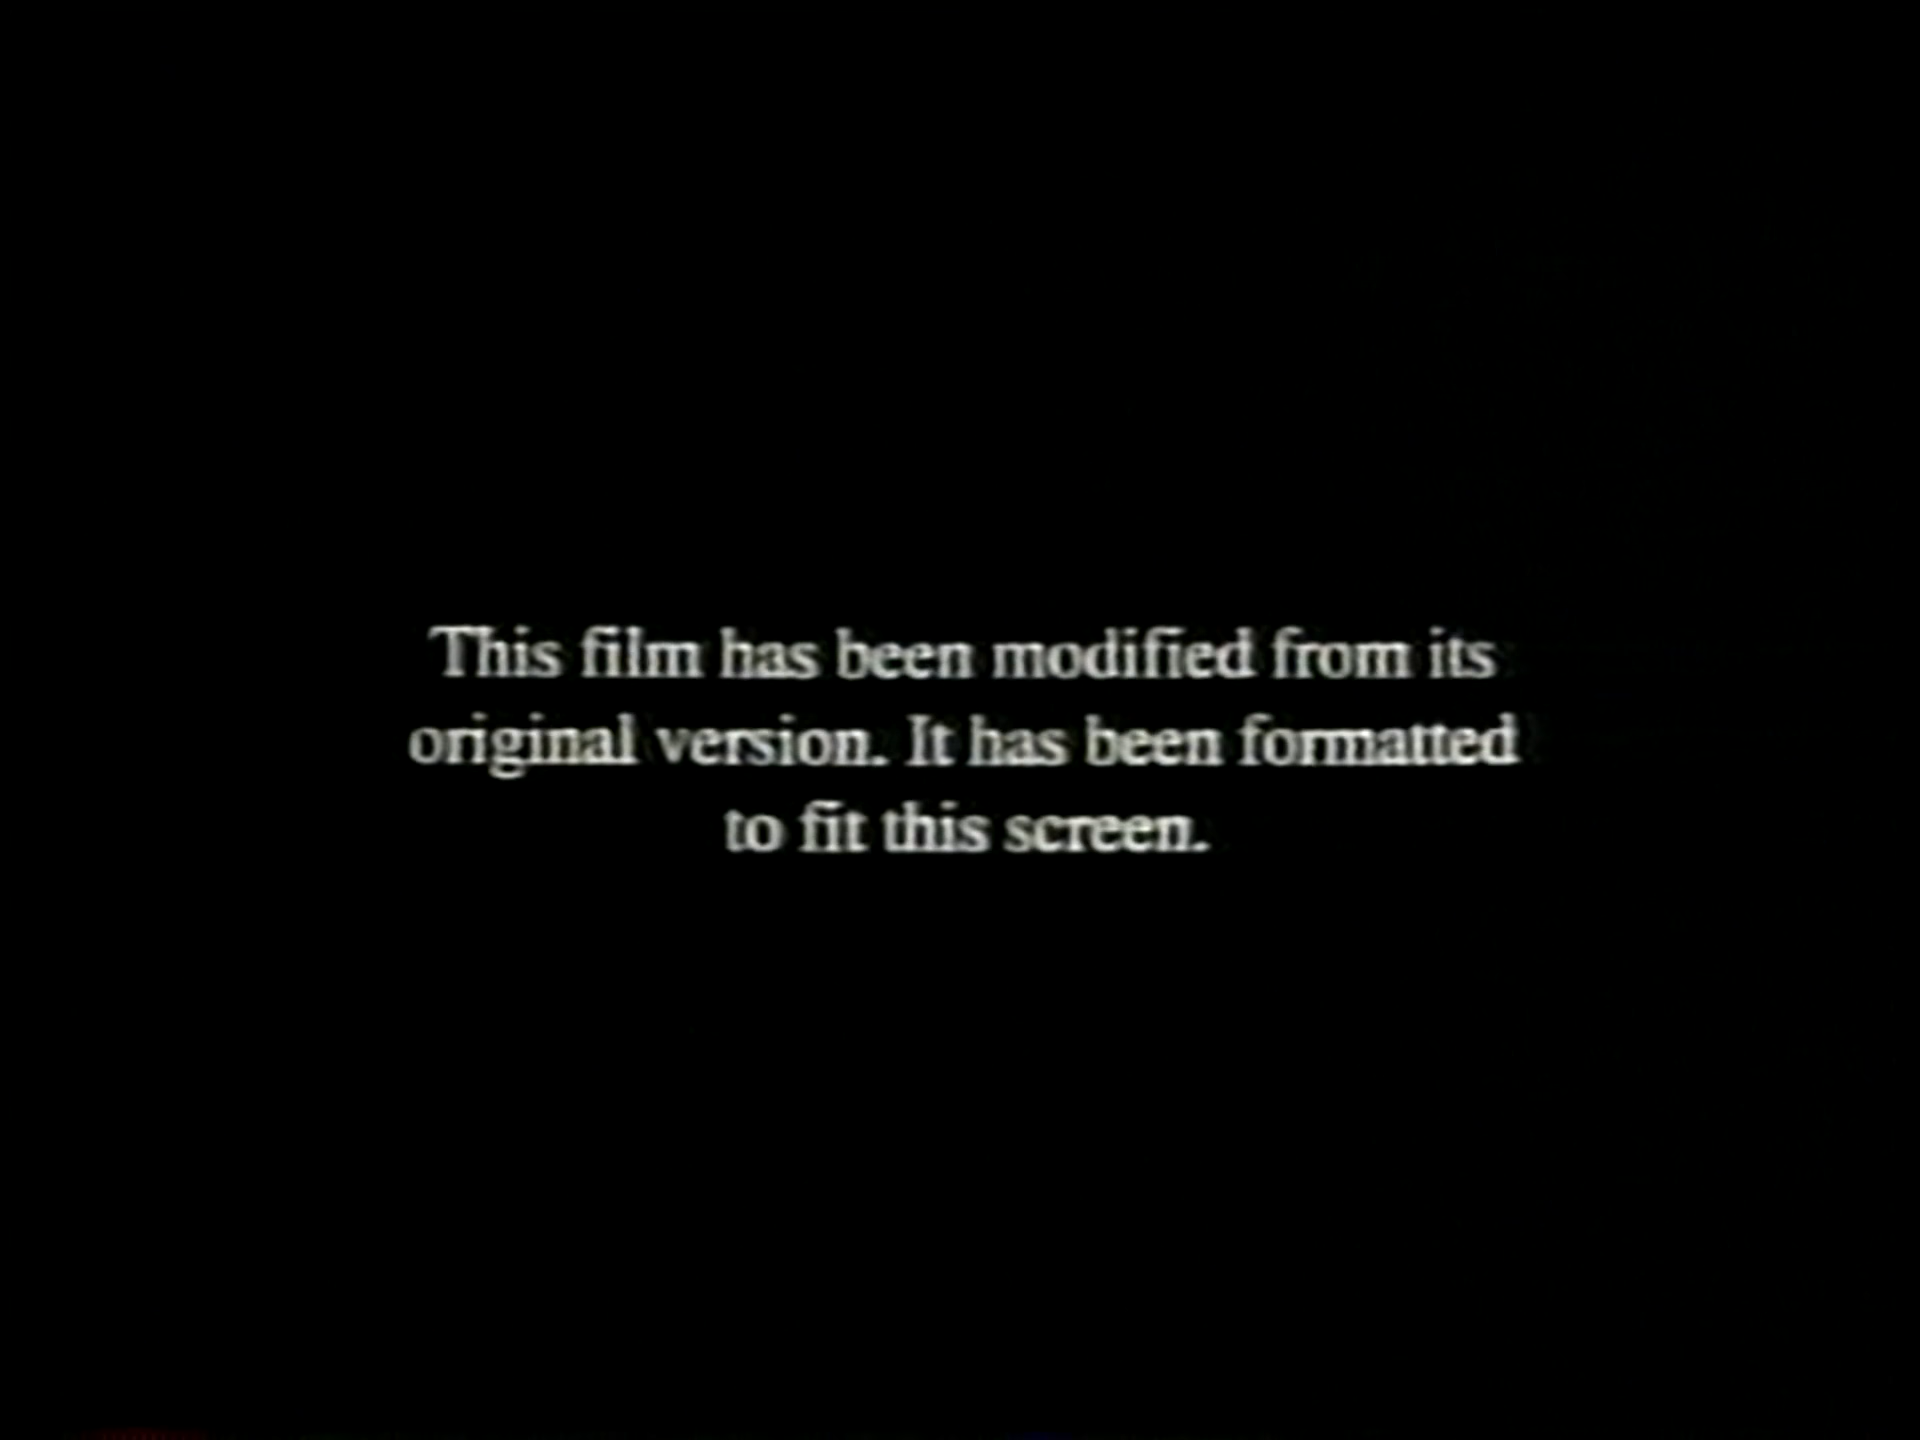 This film has been modified from its
original version. It has been formatted
to fit this screen.